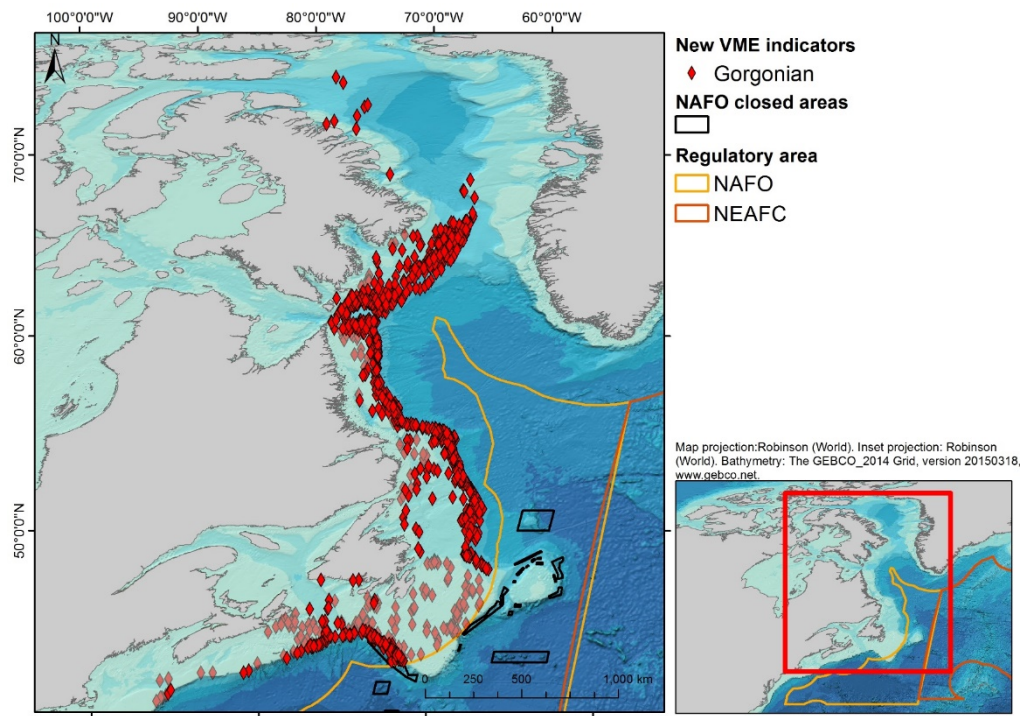 100°0'0"W 90°0'0"W 80°0'0"W 70°0'0"W 60°0'0"W
N
70°0'0"N
60°0'0"N
50°0'0"N
0 250 500 1,000 km
New VME indicators
Gorgonian
NAFO closed areas
Regulatory area
NAFO
NEAFC
Map projection:Robinson (World). Inset projection: Robinson
(World). Bathymetry: The GEBCO_2014 Grid, version 20150318,
www.gebco.net.